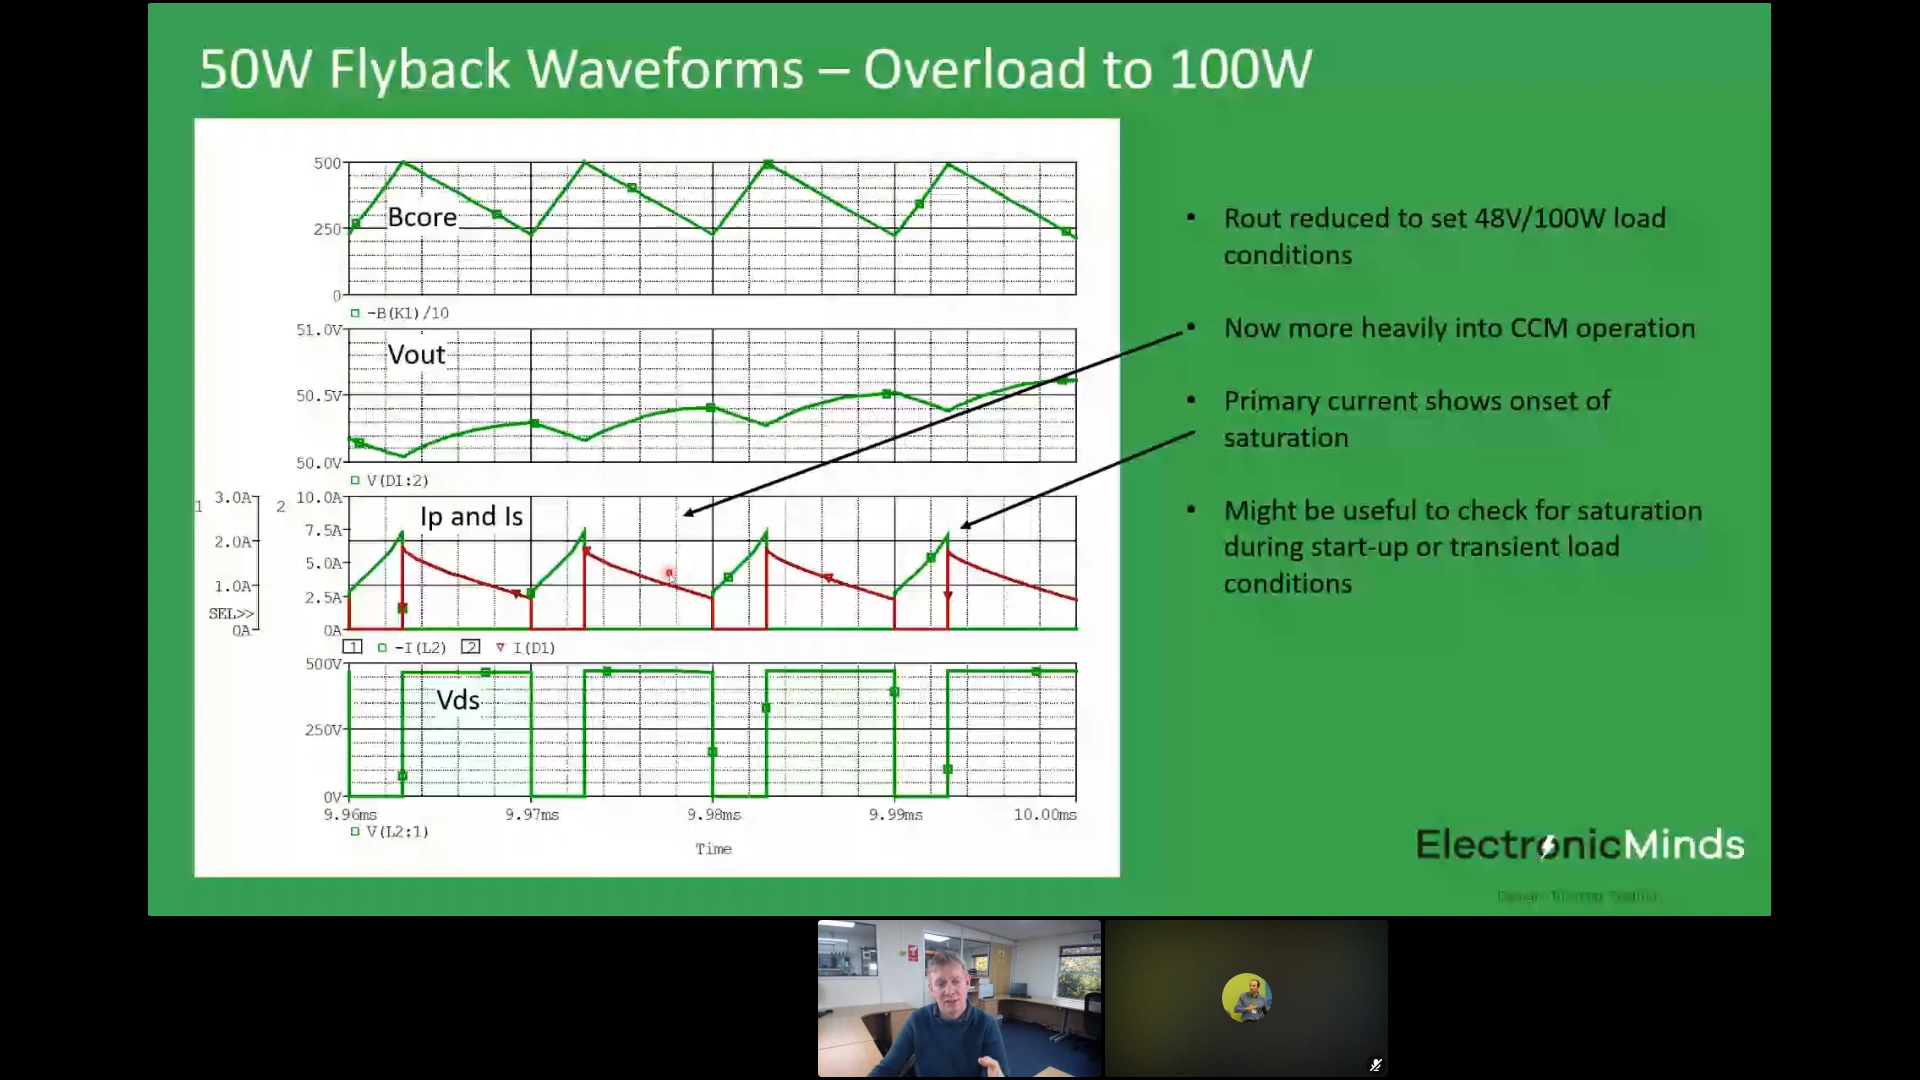 50W Flyback Waveforms – Overload to 100W
500
250
0
Bcore
-B(K1)/10
51.0V
50.5V
50.0V
Vout
V(D1:2)
1 3.0A 2 10.0A
7.5A
2.0A
5.0A
1.0A
2.5A
SEL>>
0A 0A
Ip and Is
1 -I(L2) 2 I(D1)
500V
250V
0V
Vds
9.96ms 9.97ms 9.98ms 9.99ms 10.00ms
V(L2:1)
Time
• Rout reduced to set 48V/100W load
conditions
• Now more heavily into CCM operation
• Primary current shows onset of
saturation
• Might be useful to check for saturation
during start-up or transient load
conditions
ElectronicMinds